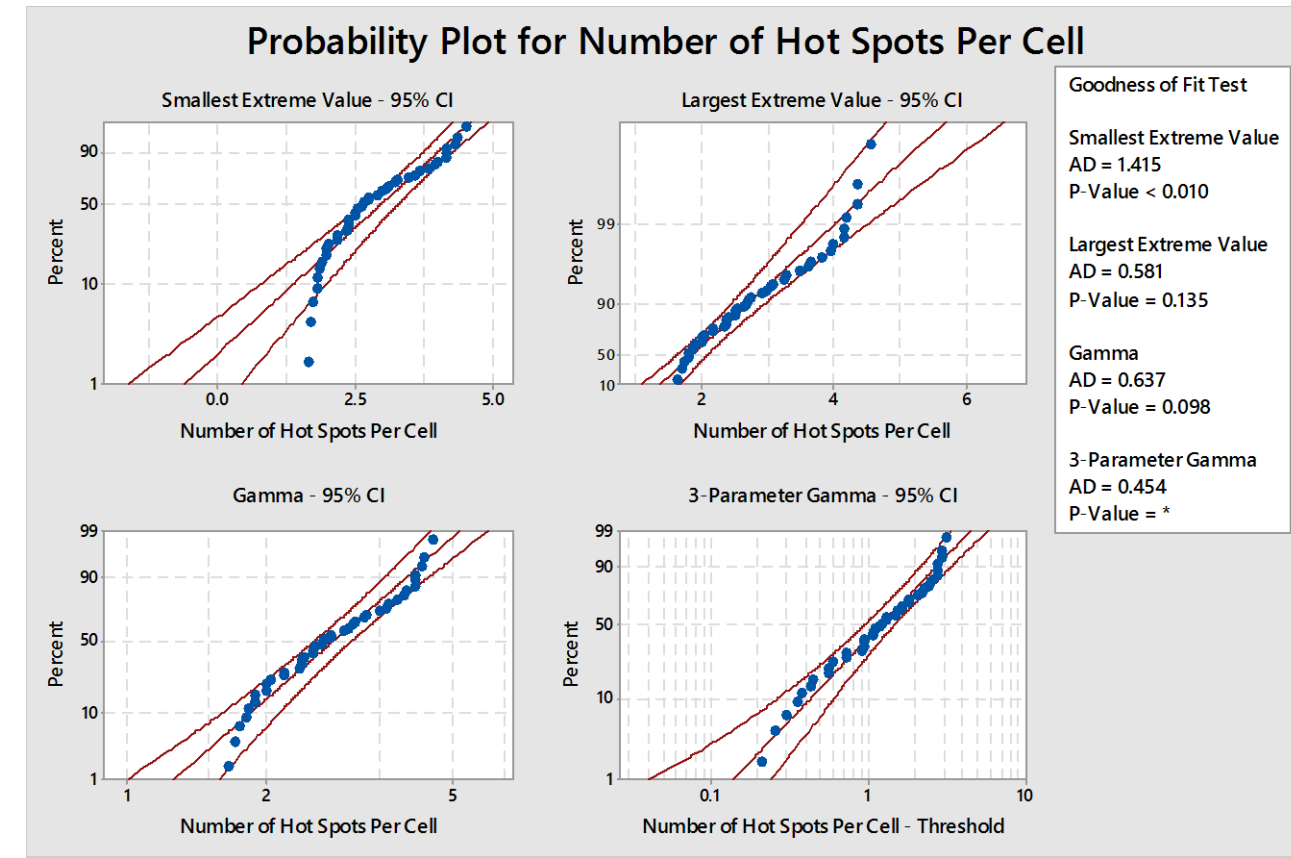 Probability Plot for Number of Hot Spots Per Cell
Smallest Extreme Value - 95% CI
Percent
90
50
10
1
0.0 2.5 5.0
Number of Hot Spots Per Cell
Largest Extreme Value - 95% CI
Percent
99
90
50
10
2 4 6
Number of Hot Spots Per Cell
Gamma - 95% CI
Percent
99
90
50
10
1
1 2 5
Number of Hot Spots Per Cell
3-Parameter Gamma - 95% CI
Percent
99
90
50
10
1
0.1 1 10
Number of Hot Spots Per Cell - Threshold
Goodness of Fit Test
Smallest Extreme Value
AD = 1.415
P-Value < 0.010
Largest Extreme Value
AD = 0.581
P-Value = 0.135
Gamma
AD = 0.637
P-Value = 0.098
3-Parameter Gamma
AD = 0.454
P-Value = *